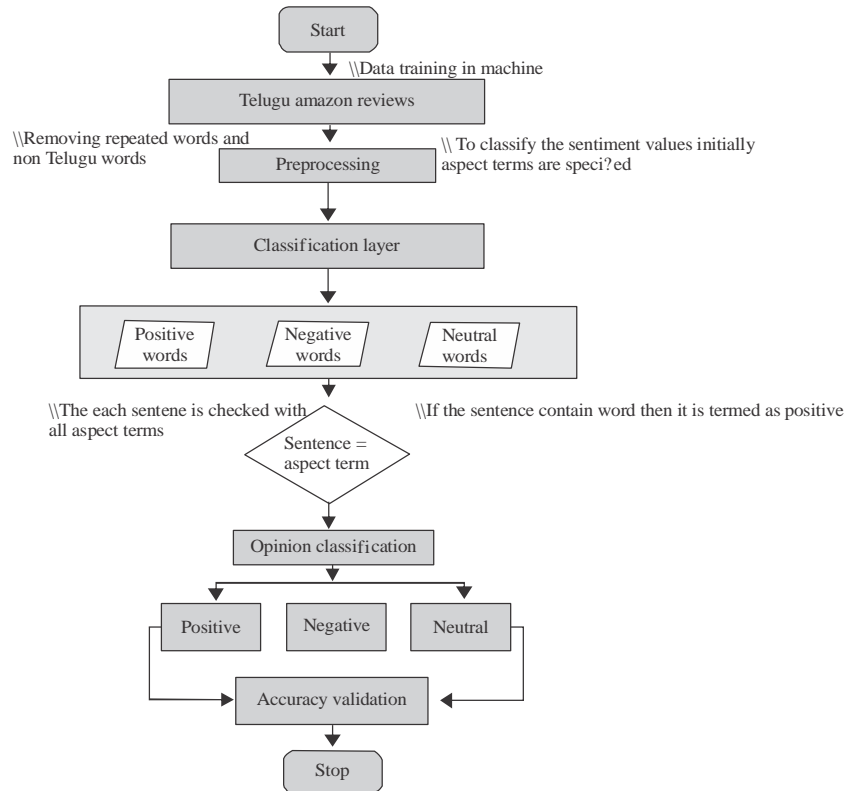 Start
\\Data training in machine
Telugu amazon reviews
\\Removing repeated words and
non Telugu words
Preprocessing
\\ To classify the sentiment values initially
aspect terms are speci?ed
Classification layer
Positive
words
Negative
words
Neutral
words
\\The each sentene is checked with
all aspect terms
\\If the sentence contain word then it is termed as positive
Sentence =
aspect term
Opinion classification
Positive
Negative
Neutral
Accuracy validation
Stop